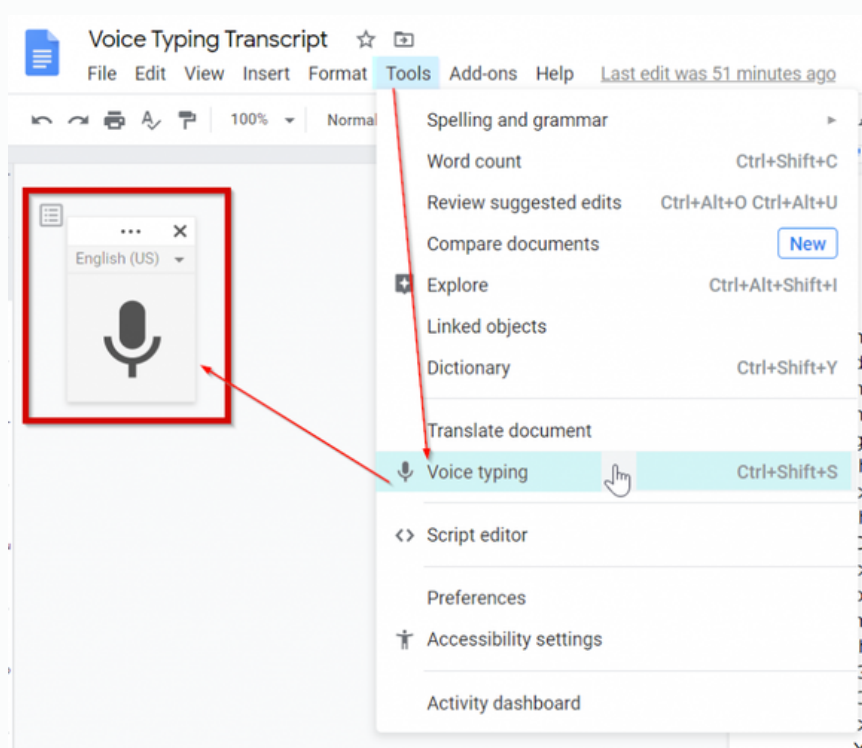 Voice Typing Transcript
File Edit View Insert Format Tools Add-ons Help Last edit was 51 minutes ago
100% Normal
Spelling and grammar
Word count Ctrl+Shift+C
Review suggested edits Ctrl+Alt+O Ctrl+Alt+U
Compare documents New
Explore Ctrl+Alt+Shift+I
Linked objects
Dictionary Ctrl+Shift+Y
Translate document
Voice typing Ctrl+Shift+S
Script editor
Preferences
Accessibility settings
Activity dashboard
English (US)